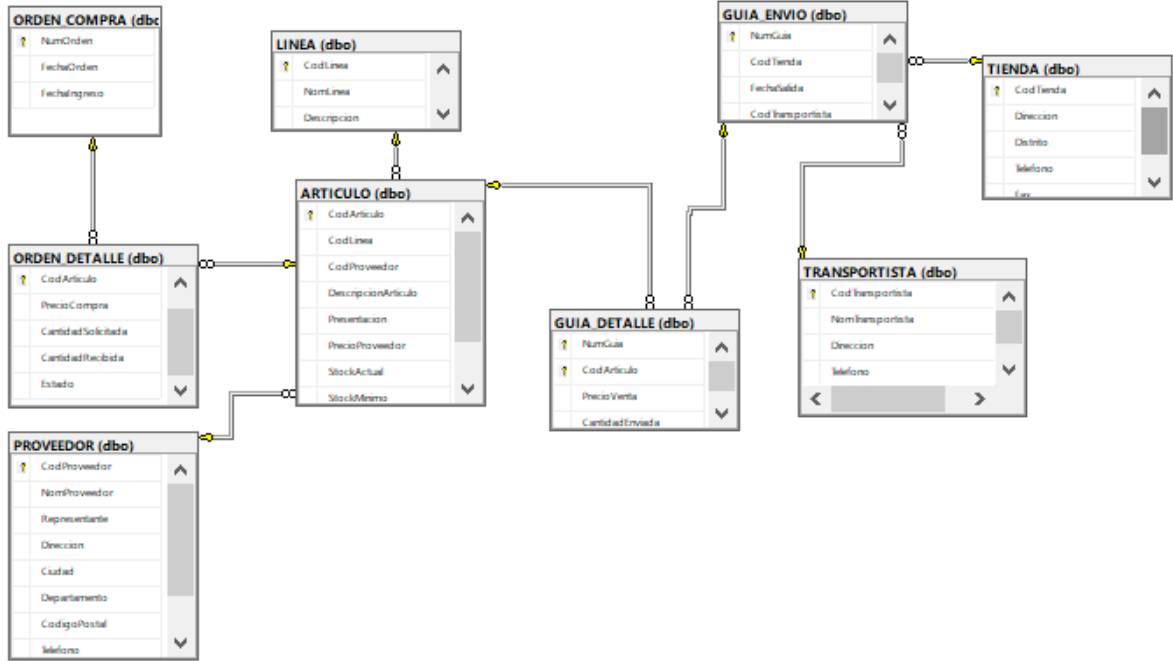 ORDEN_COMPRA (dbo
NumOrden
FechaOrden
FechaIngreso
LINEA (dbo)
CodLinea
NomLinea
Descripcion
GUIA_ENVIO (dbo)
NumGuia
CodTienda
FechaSalida
CodTransportista
TIENDA (dbo)
CodTienda
Direccion
Distrito
Telefono
Fax
ARTICULO (dbo)
CodArticulo
CodLinea
CodProveedor
DescripcionArticulo
Presentacion
PrecioProveedor
StockActual
StockMinimo
ORDEN_DETALLE (dbo)
CodArticulo
PrecioCompra
CantidadSolicitada
CantidadRecibida
Estado
TRANSPORTISTA (dbo)
CodTransportista
NomTransportista
Direccion
Telefono
GUIA_DETALLE (dbo)
NumGuia
CodArticulo
PrecioVenta
CantidadEnviada
PROVEEDOR (dbo)
CodProveedor
NomProveedor
Representante
Direccion
Ciudad
Departamento
CodigoPostal
Telefono